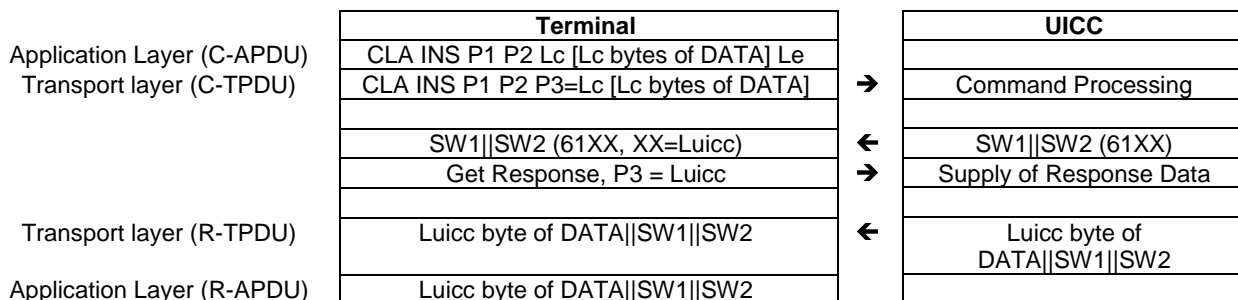 Terminal UICC
Application Layer (C-APDU) CLA INS P1 P2 Lc [Lc bytes of DATA] Le
Transport layer (C-TPDU) CLA INS P1 P2 P3=Lc [Lc bytes of DATA] ➔ Command Processing
SW1||SW2 (61XX, XX=Luicc) ← SW1||SW2 (61XX)
Get Response, P3 = Luicc ➔ Supply of Response Data
Transport layer (R-TPDU) Luicc byte of DATA||SW1||SW2 ← Luicc byte of
DATA||SW1||SW2
Application Layer (R-APDU) Luicc byte of DATA||SW1||SW2